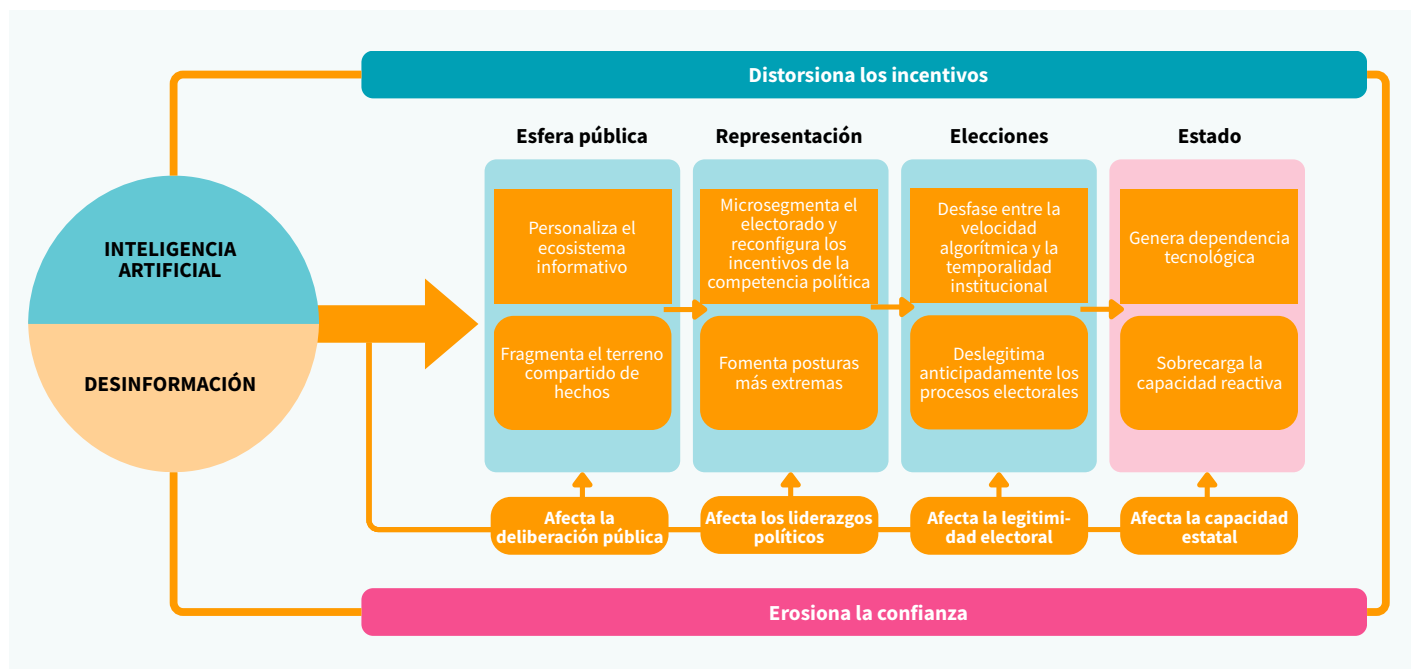 Distorsiona los incentivos
INTELIGENCIA
ARTIFICIAL
DESINFORMACIÓN
Esfera pública
Personaliza el
ecosistema
informativo
Fragmenta el terreno
compartido de
hechos
Afecta la
deliberación pública
Representación
Microsegmenta el
electorado y
reconfigura los
incentivos de la
competencia política
Fomenta posturas
más extremas
Afecta los liderazgos
políticos
Elecciones
Desfase entre la
velocidad
algorítmica y la
temporalidad
institucional
Deslegitima
anticipadamente los
procesos electorales
Afecta la legitimi-
dad electoral
Estado
Genera dependencia
tecnológica
Sobrecarga la
capacidad reactiva
Afecta la capacidad
estatal
Erosiona la confianza